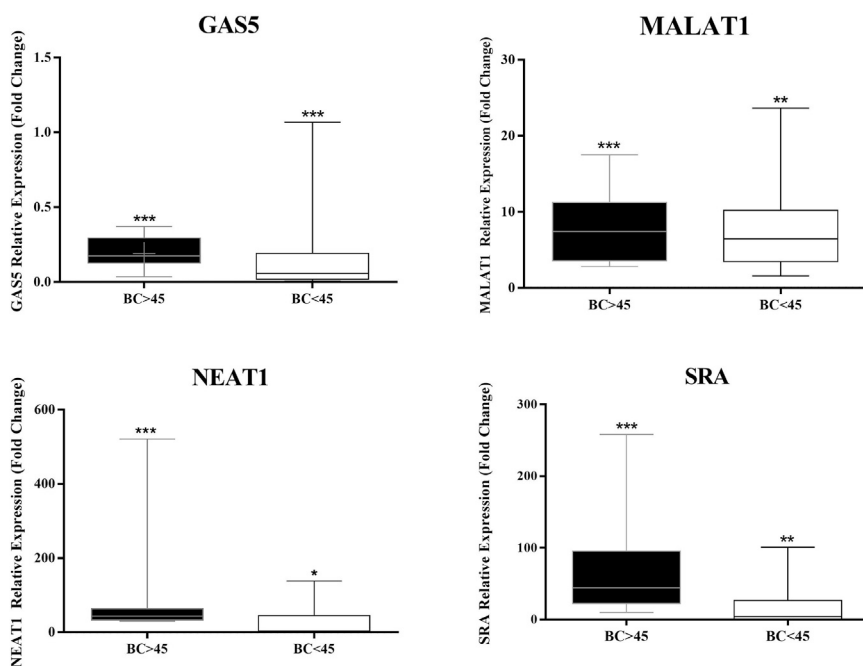 GAS5
GAS5 Relative Expression (Fold Change)
1.5
1.0
0.5
0.0
***
***
BC>45
BC<45
MALAT1
MALAT1 Relative Expression (Fold Change)
30
20
10
0
***
**
BC>45
BC<45
NEAT1
NEAT1 Relative Expression (Fold Change)
600
400
200
0
***
*
BC>45
BC<45
SRA
SRA Relative Expression (Fold Change)
300
200
100
0
***
**
BC>45
BC<45